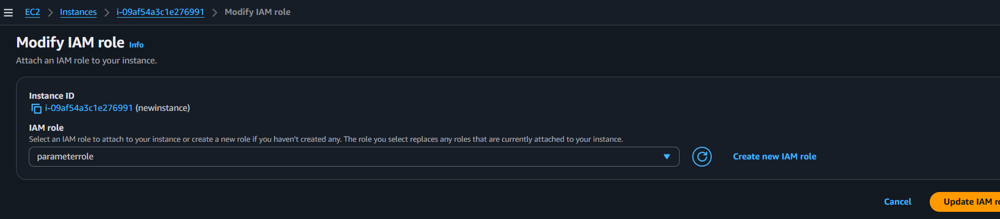 EC2 > Instances > i-09af54a3c1e276991 > Modify IAM role
Modify IAM role Info
Attach an IAM role to your instance.
Instance ID
i-09af54a3c1e276991 (newinstance)
IAM role
Select an IAM role to attach to your instance or create a new role if you haven't created any. The role you select replaces any roles that are currently attached to your instance.
parameterrole Create new IAM role
Cancel Update IAM